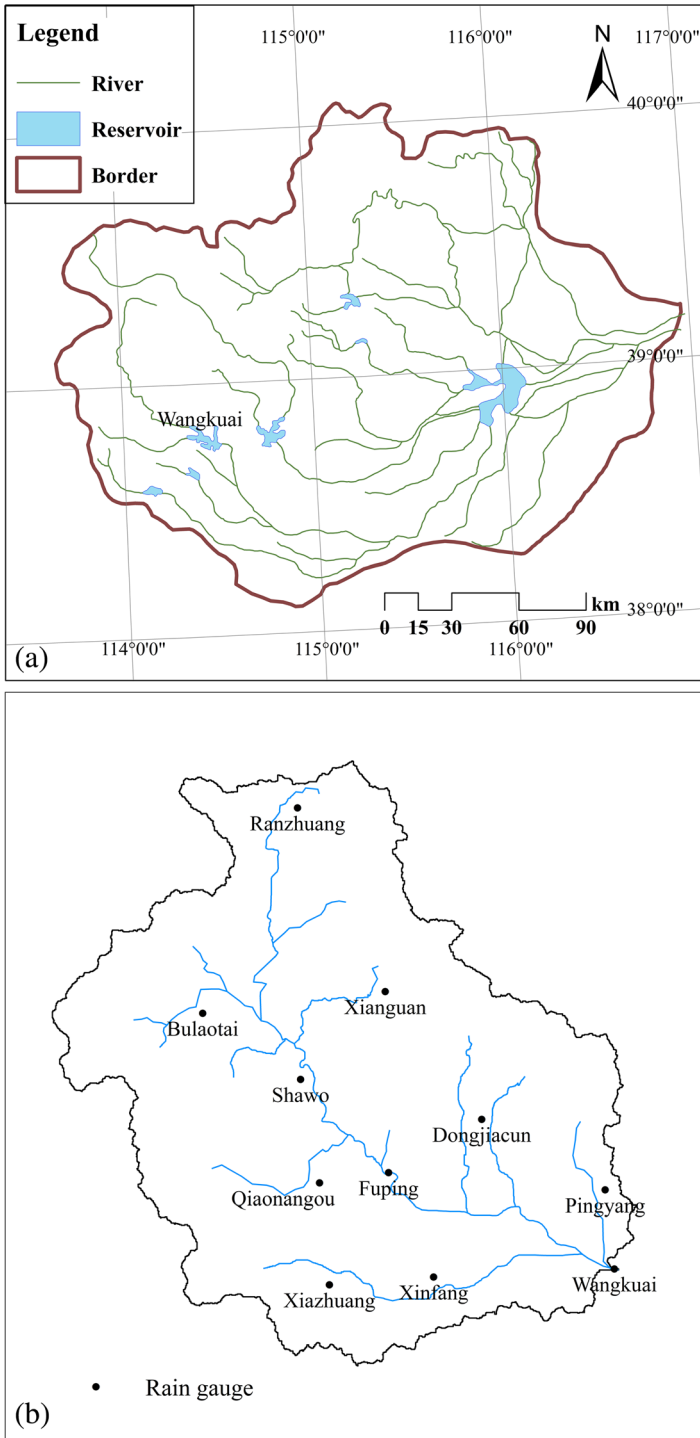 Legend
River
Reservoir
Border
115°0'0"
116°0'0"
117°0'0"
N
40°0'0"
39°0'0"
Wangkuai
38°0'0"
km
0 15 30 60 90
(a)
114°0'0"
115°0'0"
116°0'0"
Ranzhuang
Xianguan
Bulaotai
Shawo
Dongjiacun
Qiaonangou
Fuping
Pingyang
Wangkuai
Xiazhuang
Xinfang
Rain gauge
(b)